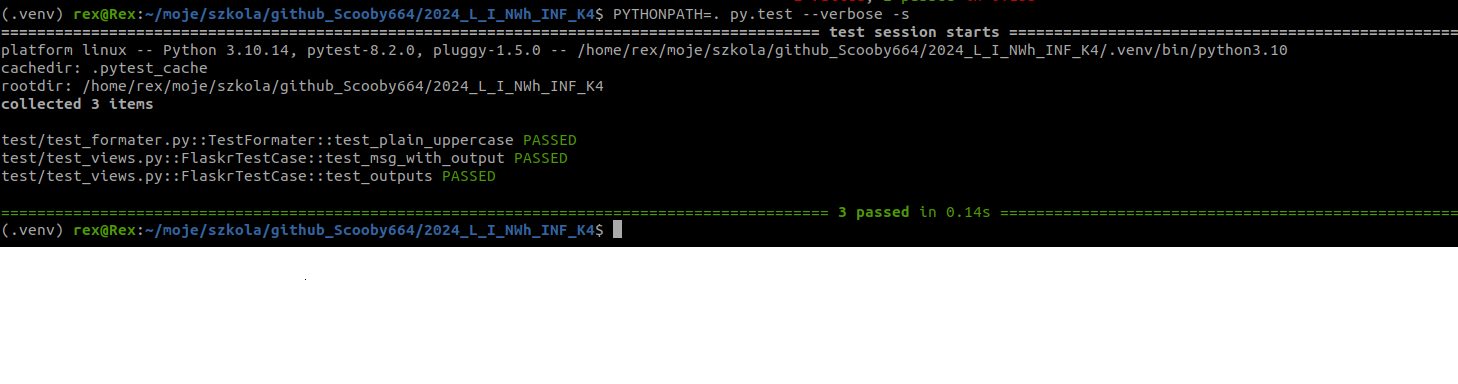 (.venv) rex@Rex:~/moje/szkola/github_Scooby664/2024_L_I_NWh_INF_K4$ PYTHONPATH=. py.test --verbose -s
============================================================================================ test session starts ==================================================
platform linux -- Python 3.10.14, pytest-8.2.0, pluggy-1.5.0 -- /home/rex/moje/szkola/github_Scooby664/2024_L_I_NWh_INF_K4/.venv/bin/python3.10
cachedir: .pytest_cache
rootdir: /home/rex/moje/szkola/github_Scooby664/2024_L_I_NWh_INF_K4
collected 3 items
test/test_formater.py::TestFormater::test_plain_uppercase PASSED
test/test_views.py::FlaskrTestCase::test_msg_with_output PASSED
test/test_views.py::FlaskrTestCase::test_outputs PASSED
============================================================================================ 3 passed in 0.14s ===================================================
(.venv) rex@Rex:~/moje/szkola/github_Scooby664/2024_L_I_NWh_INF_K4$